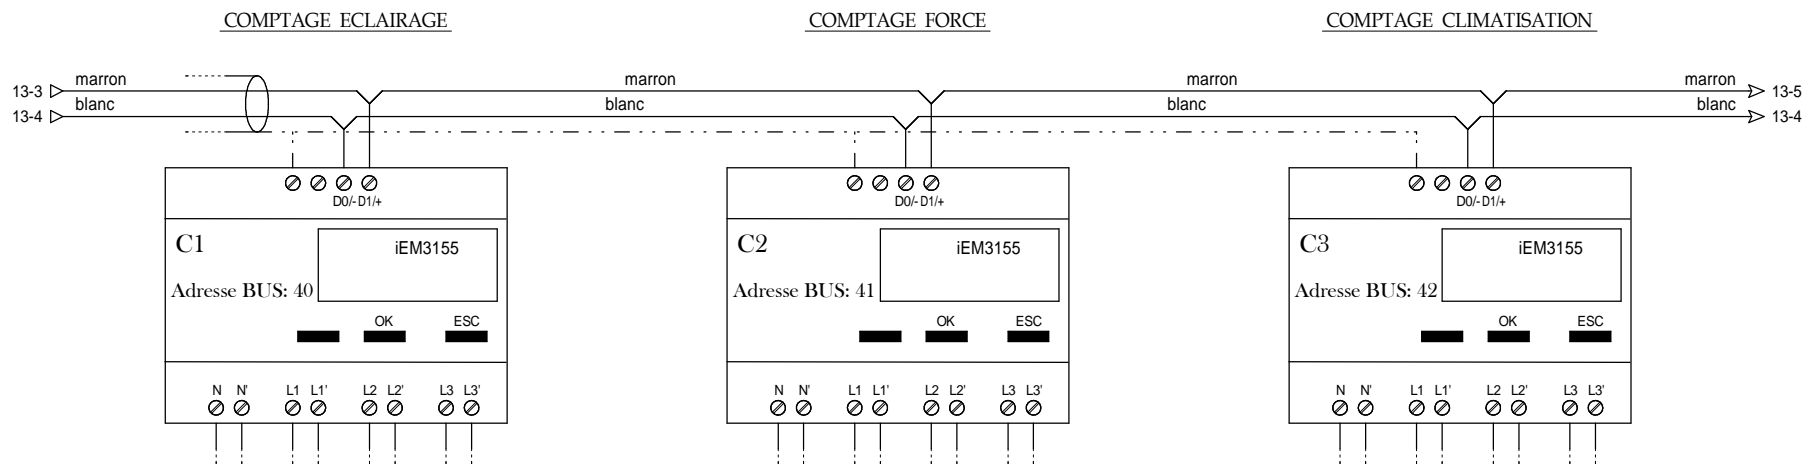 COMPTAGE ECLAIRAGE COMPTAGE FORCE COMPTAGE CLIMATISATION
13-3 marron marron marron marron 13-5
13-4 blanc blanc blanc blanc 13-4
D0/- D1/+ D0/- D1/+ D0/- D1/+
C1 iEM3155 C2 iEM3155 C3 iEM3155
Adresse BUS: 40 Adresse BUS: 41 Adresse BUS: 42
OK ESC OK ESC OK ESC
N N' L1 L1' L2 L2' L3 L3' N N' L1 L1' L2 L2' L3 L3' N N' L1 L1' L2 L2' L3 L3'